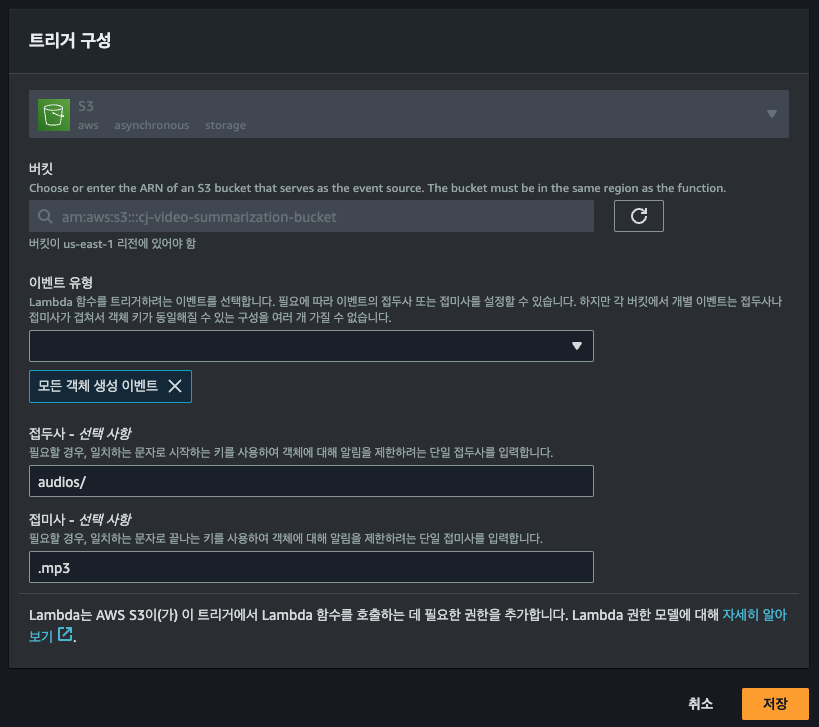 트리거 구성
S3
aws asynchronous storage
버킷
Choose or enter the ARN of an S3 bucket that serves as the event source. The bucket must be in the same region as the function.
arn:aws:s3:::cj-video-summarization-bucket
버킷이 us-east-1 리전에 있어야 함
이벤트 유형
Lambda 함수를 트리거하려는 이벤트를 선택합니다. 필요에 따라 이벤트의 접두사 또는 접미사를 설정할 수 있습니다. 하지만 각 버킷에서 개별 이벤트는 접두사나
접미사가 겹쳐서 객체 키가 동일해질 수 있는 구성을 여러 개 가질 수 없습니다.
모든 객체 생성 이벤트
접두사 - 선택 사항
필요할 경우, 일치하는 문자로 시작하는 키를 사용하여 객체에 대해 알림을 제한하려는 단일 접두사를 입력합니다.
audios/
접미사 - 선택 사항
필요할 경우, 일치하는 문자로 끝나는 키를 사용하여 객체에 대해 알림을 제한하려는 단일 접미사를 입력합니다.
.mp3
Lambda는 AWS S3이(가) 이 트리거에서 Lambda 함수를 호출하는 데 필요한 권한을 추가합니다. Lambda 권한 모델에 대해 자세히 알아
보기.
취소 저장